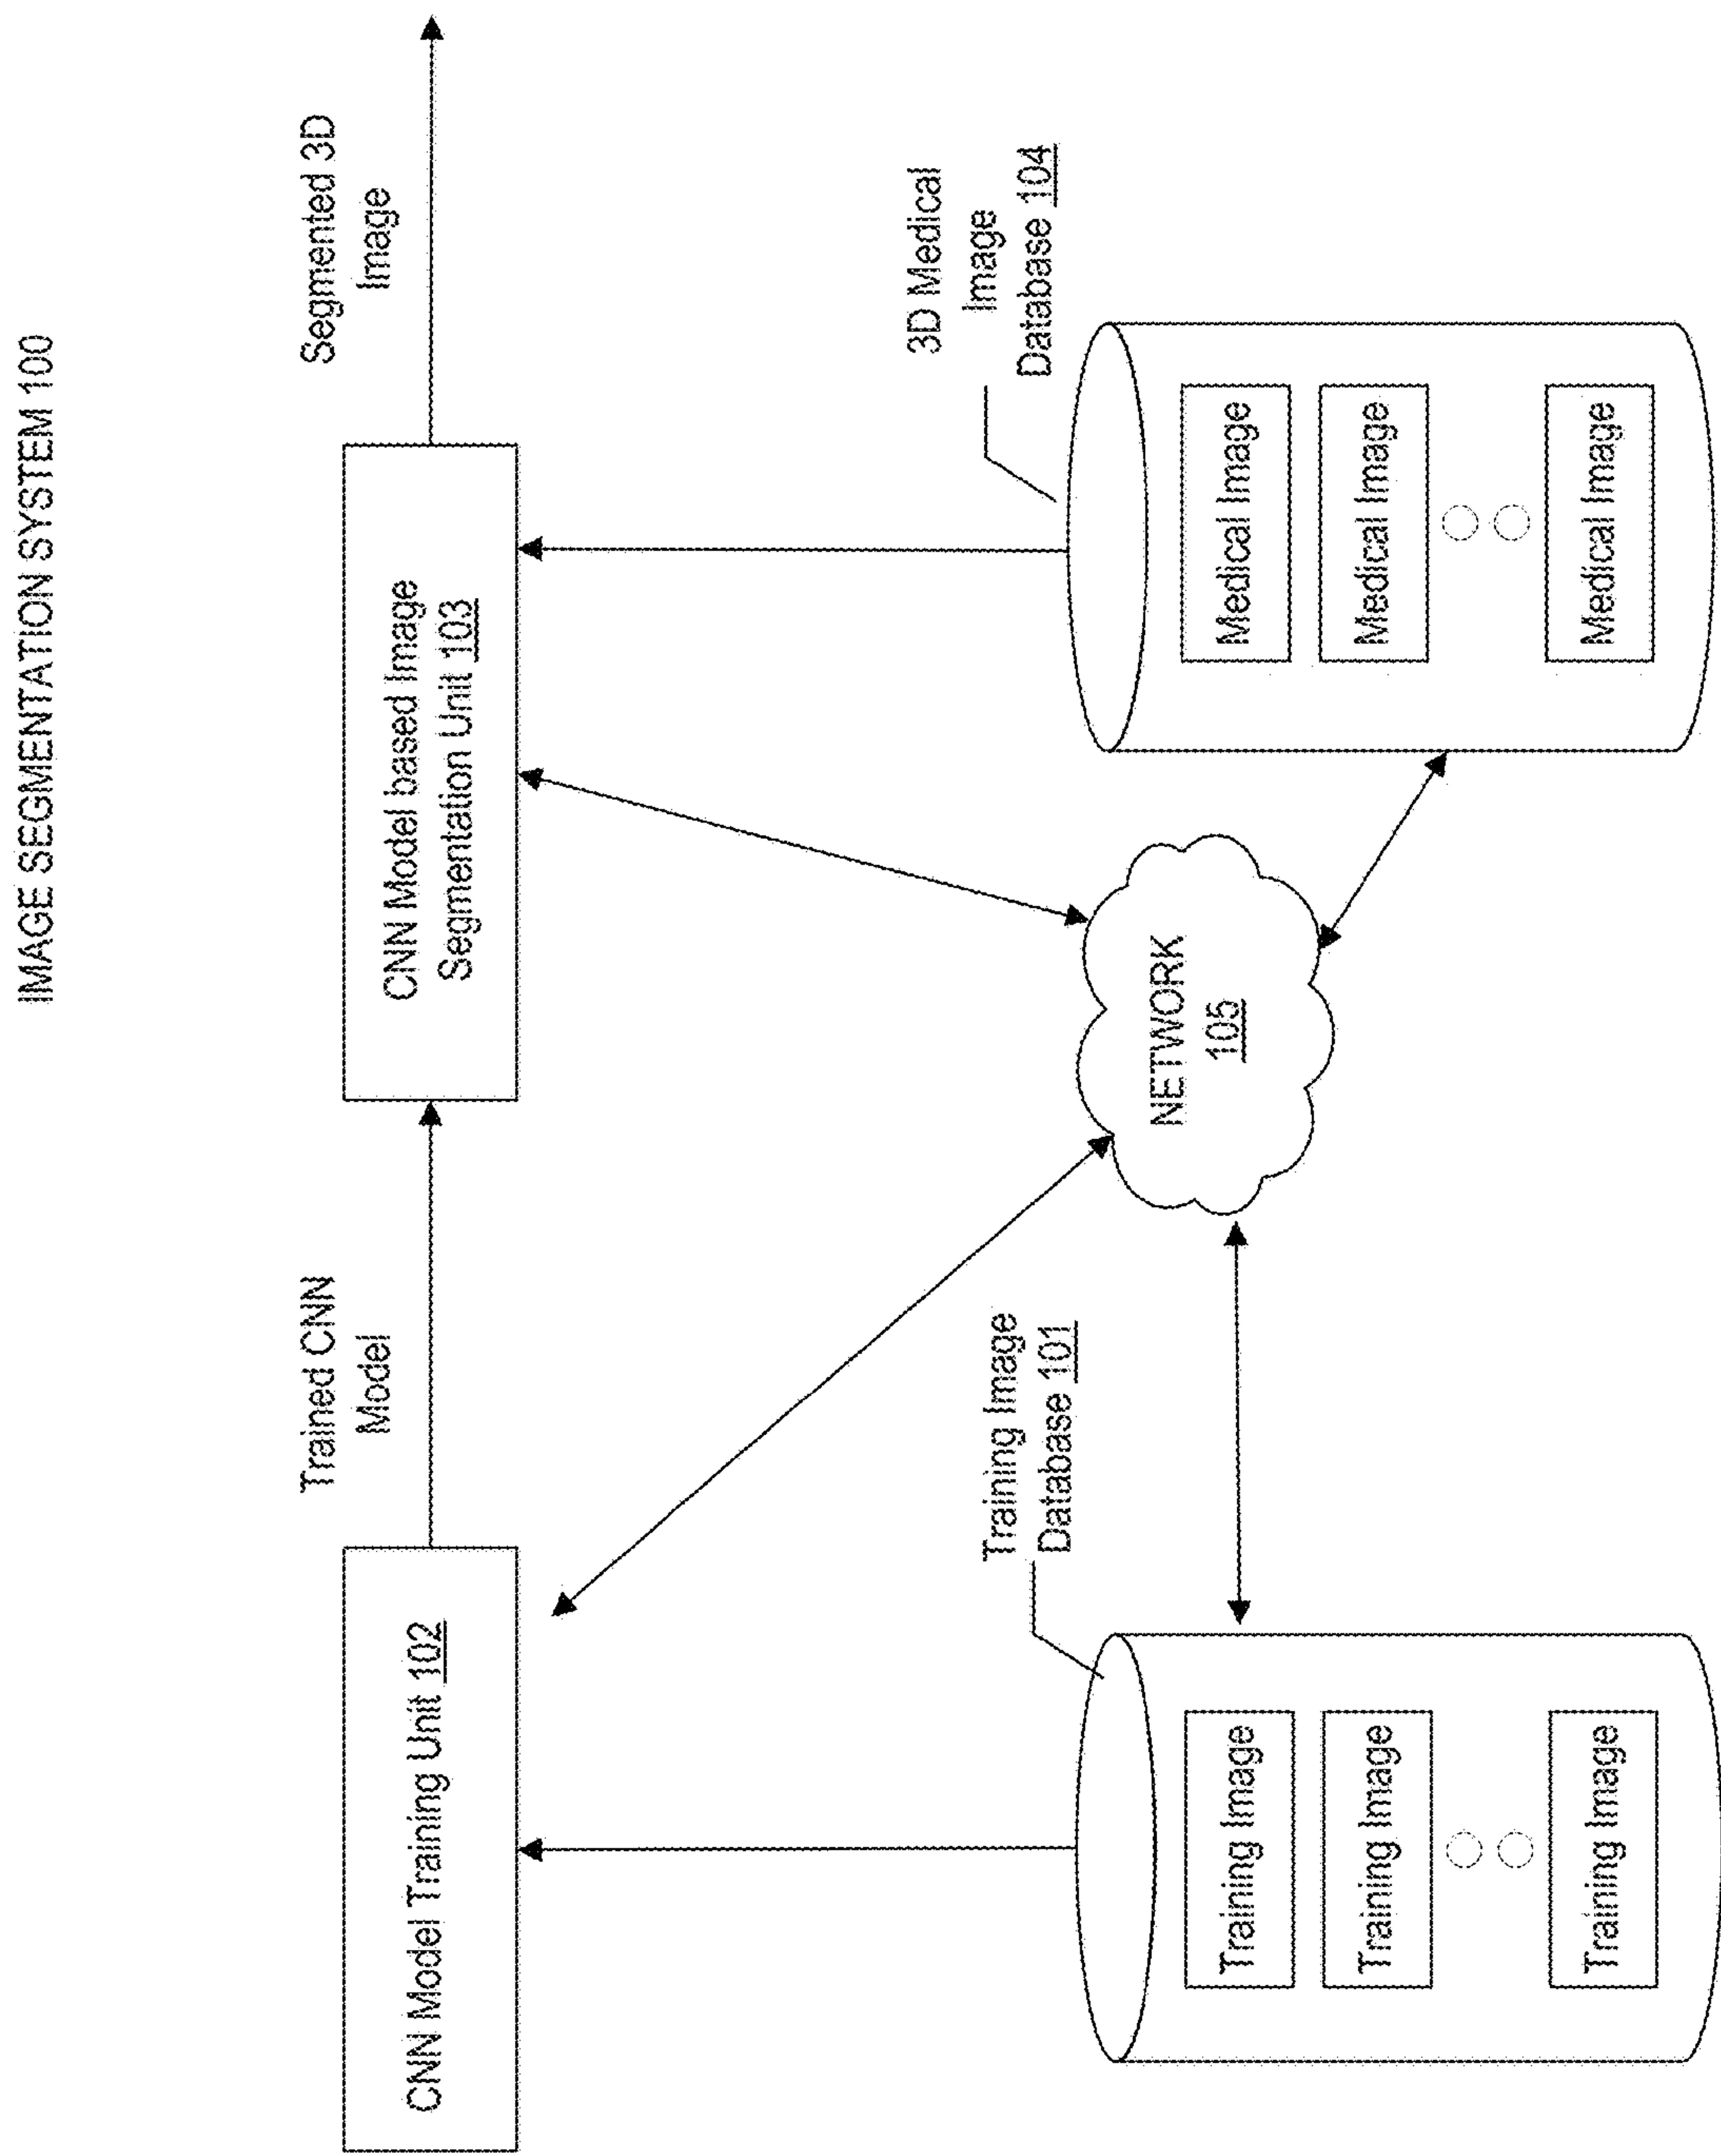 IMAGE SEGMENTATION SYSTEM 100
Trained CNN
Model
Segmented 3D
Image
CNN Model Training Unit 102
CNN Model based Image
Segmentation Unit 103
Training Image
Database 101
3D Medical
Image
Database 104
NETWORK
105
Training Image
Training Image
Training Image
Medical Image
Medical Image
Medical Image